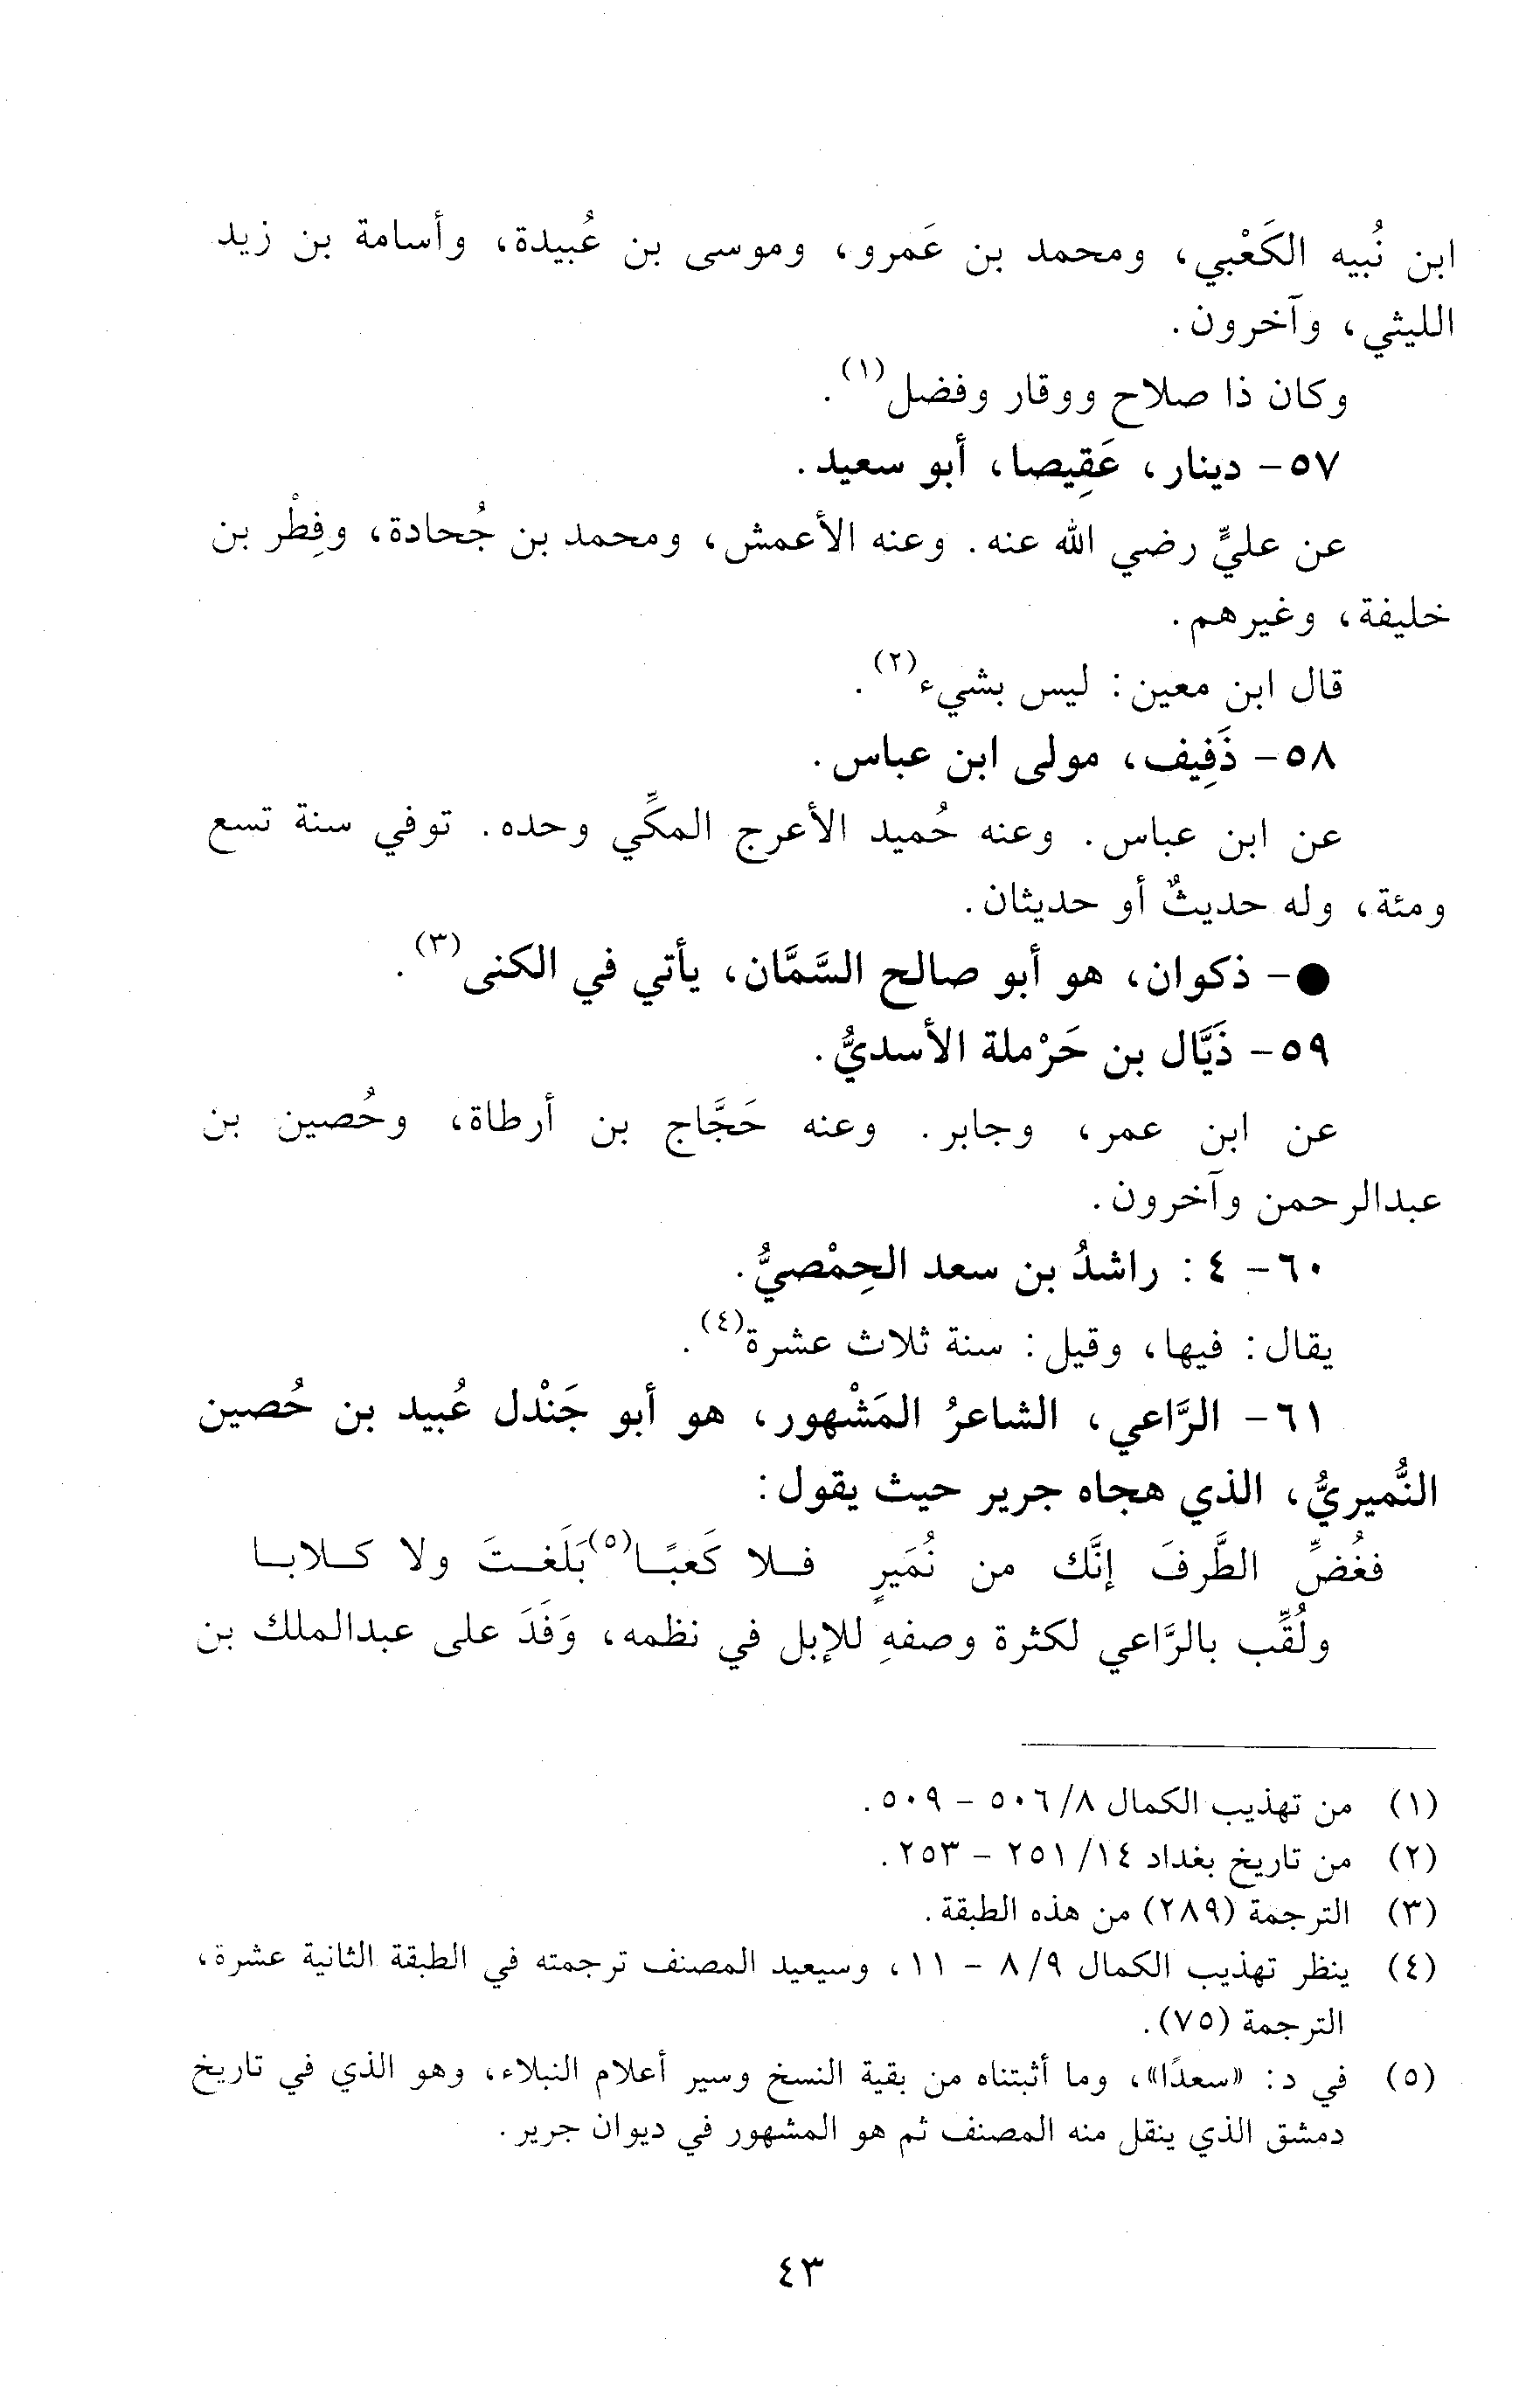 ابن نُبيه الكَعْبي، ومحمد بن عَمرو، وموسى بن عُبيدة، وأسامة بن زيد
الليثي، وآخرون.
وكان ذا صلاح ووقار وفضل(١).
٥٧- دينار، عَقِيصا، أبو سعيد.
عن عليٍّ رضي الله عنه. وعنه الأعمش، ومحمد بن جُحادة، وفِطْر بن
خليفة، وغيرهم.
قال ابن معين: ليس بشيء(٢).
٥٨- ذَفِيف، مولى ابن عباس.
عن ابن عباس. وعنه حُميد الأعرج المكِّي وحده. توفي سنة تسع
ومئة، وله حديثٌ أو حديثان.
●- ذكوان، هو أبو صالح السَّمَّان، يأتي في الكنى(٣).
٥٩- ذَيَّال بن حَرْملة الأسديُّ.
عن ابن عمر، وجابر. وعنه حَجَّاج بن أرطاة، وحُصين بن
عبدالرحمن وآخرون.
٦٠- ٤: راشدُ بن سعد الحِمْصيُّ.
يقال: فيها، وقيل: سنة ثلاث عشرة(٤).
٦١- الرَّاعي، الشاعرُ المَشْهور، هو أبو جَنْدل عُبيد بن حُصين
النُّميريُّ، الذي هجاه جرير حيث يقول:
فغُضِّ الطَّرفَ إنَّك من نُمَيرٍ فـلا كَعبًـا(٥)بَلَغـتَ ولا كـلابـا
ولُقِّب بالرَّاعي لكثرة وصفهِ للإبل في نظمه، وَفَدَ على عبدالملك بن
(١) من تهذيب الكمال ٨/ ٥٠٦ - ٥٠٩.
(٢) من تاريخ بغداد ١٤/ ٢٥١ - ٢٥٣.
(٣) الترجمة (٢٨٩) من هذه الطبقة.
(٤) ينظر تهذيب الكمال ٩/ ٨ - ١١، وسيعيد المصنف ترجمته في الطبقة الثانية عشرة،
الترجمة (٧٥).
(٥) في د: «سعدًا»، وما أثبتناه من بقية النسخ وسير أعلام النبلاء، وهو الذي في تاريخ
دمشق الذي ينقل منه المصنف ثم هو المشهور في ديوان جرير.
٤٣